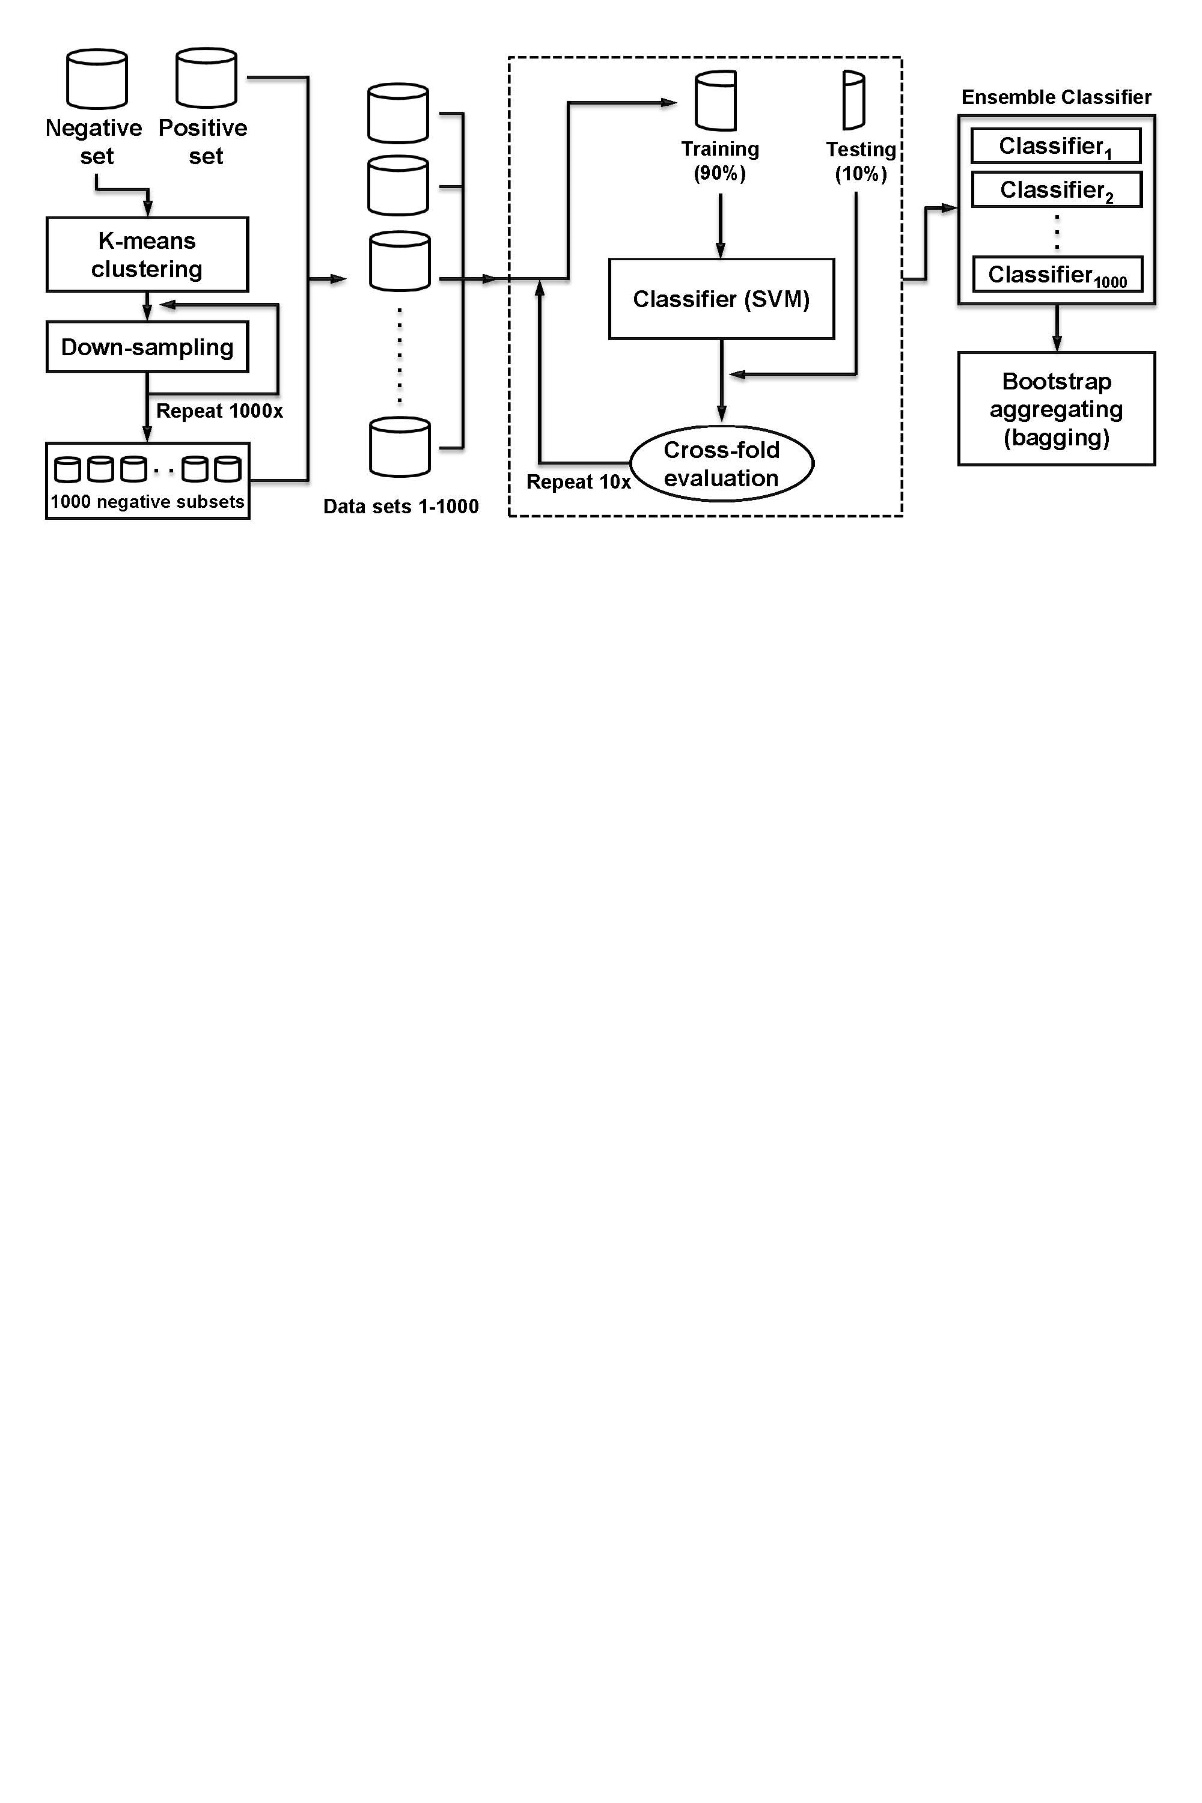 Negative
set
Positive
set
K-means
clustering
Down-sampling
Repeat 1000x
1000 negative subsets
Data sets 1-1000
Training
(90%)
Testing
(10%)
Classifier (SVM)
Cross-fold
evaluation
Repeat 10x
Ensemble Classifier
Classifier1
Classifier2
Classifier1000
Bootstrap
aggregating
(bagging)